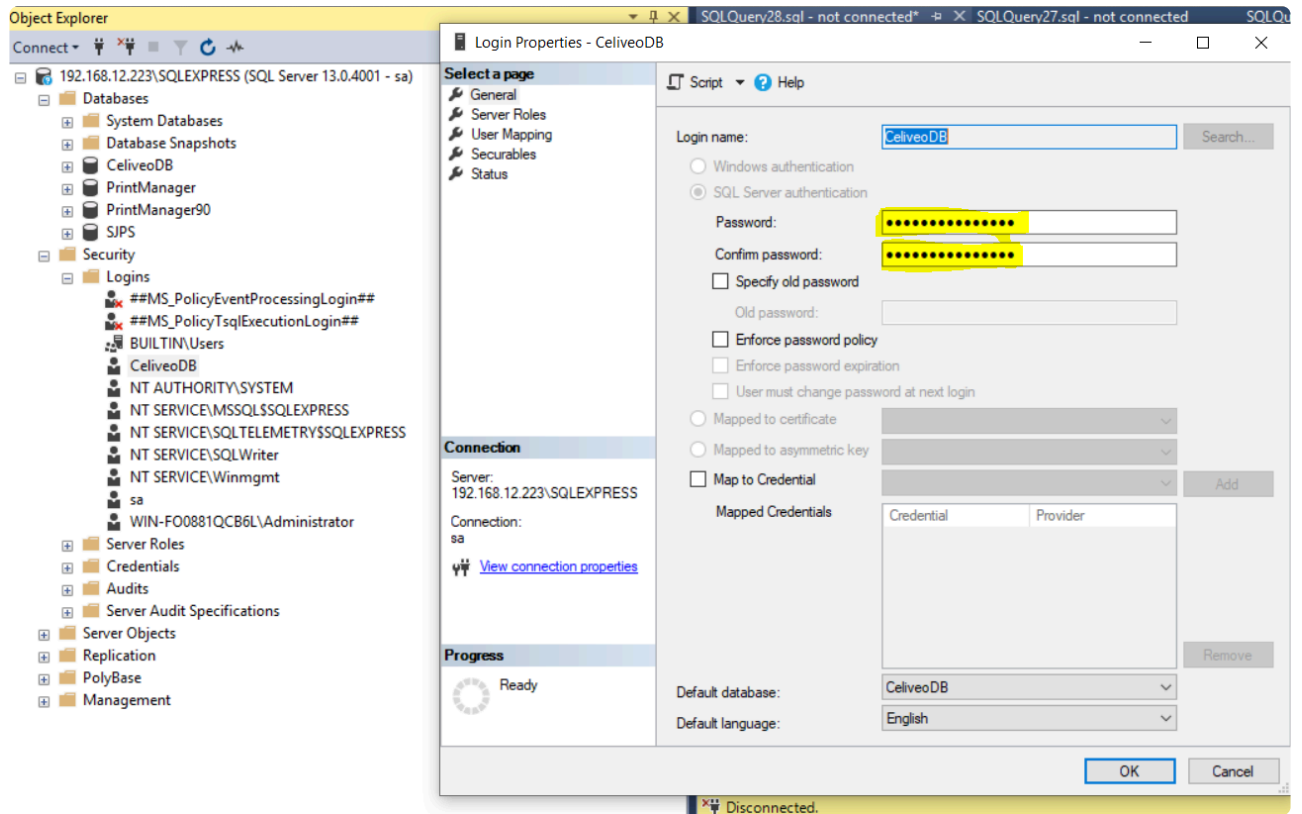 Object Explorer
SQLQuery28.sql - not connected*
SQLQuery27.sql - not connected
SQLQu
Connect
192.168.12.223\SQLEXPRESS (SQL Server 13.0.4001 - sa)
Databases
System Databases
Database Snapshots
CeliveoDB
PrintManager
PrintManager90
SJPS
Security
Logins
##MS_PolicyEventProcessingLogin##
##MS_PolicyTsqlExecutionLogin##
BUILTIN\Users
CeliveoDB
NT AUTHORITY\SYSTEM
NT SERVICE\MSSQL$SQLEXPRESS
NT SERVICE\SQLTELEMETRY$SQLEXPRESS
NT SERVICE\SQLWriter
NT SERVICE\Winmgmt
sa
WIN-FO0881QCB6L\Administrator
Server Roles
Credentials
Audits
Server Audit Specifications
Server Objects
Replication
PolyBase
Management
Login Properties - CeliveoDB
Select a page
General
Server Roles
User Mapping
Securables
Status
Connection
Server:
192.168.12.223\SQLEXPRESS
Connection:
sa
View connection properties
Progress
Ready
Script
Help
Login name:
CeliveoDB
Search...
Windows authentication
SQL Server authentication
Password:
●●●●●●●●●●●●●●●
Confirm password:
●●●●●●●●●●●●●●●
Specify old password
Old password:
Enforce password policy
Enforce password expiration
User must change password at next login
Mapped to certificate
Mapped to asymmetric key
Map to Credential
Add
Mapped Credentials
Credential
Provider
Remove
Default database:
CeliveoDB
Default language:
English
OK
Cancel
Disconnected.